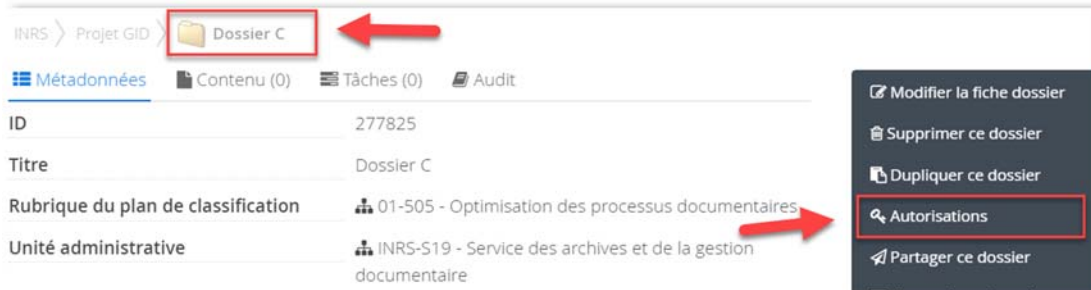 INRS > Projet GID > Dossier C
Métadonnées Contenu (0) Tâches (0) Audit
ID 277825
Titre Dossier C
Rubrique du plan de classification 01-505 - Optimisation des processus documentaires
Unité administrative INRS-S19 - Service des archives et de la gestion
documentaire
Modifier la fiche dossier
Supprimer ce dossier
Dupliquer ce dossier
Autorisations
Partager ce dossier